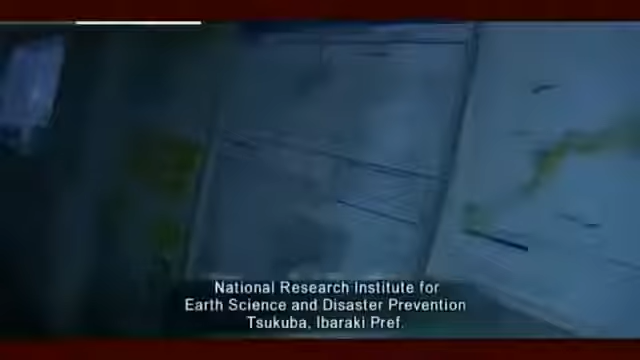 National Research Institute for
Earth Science and Disaster Prevention
Tsukuba, Ibaraki Pref.